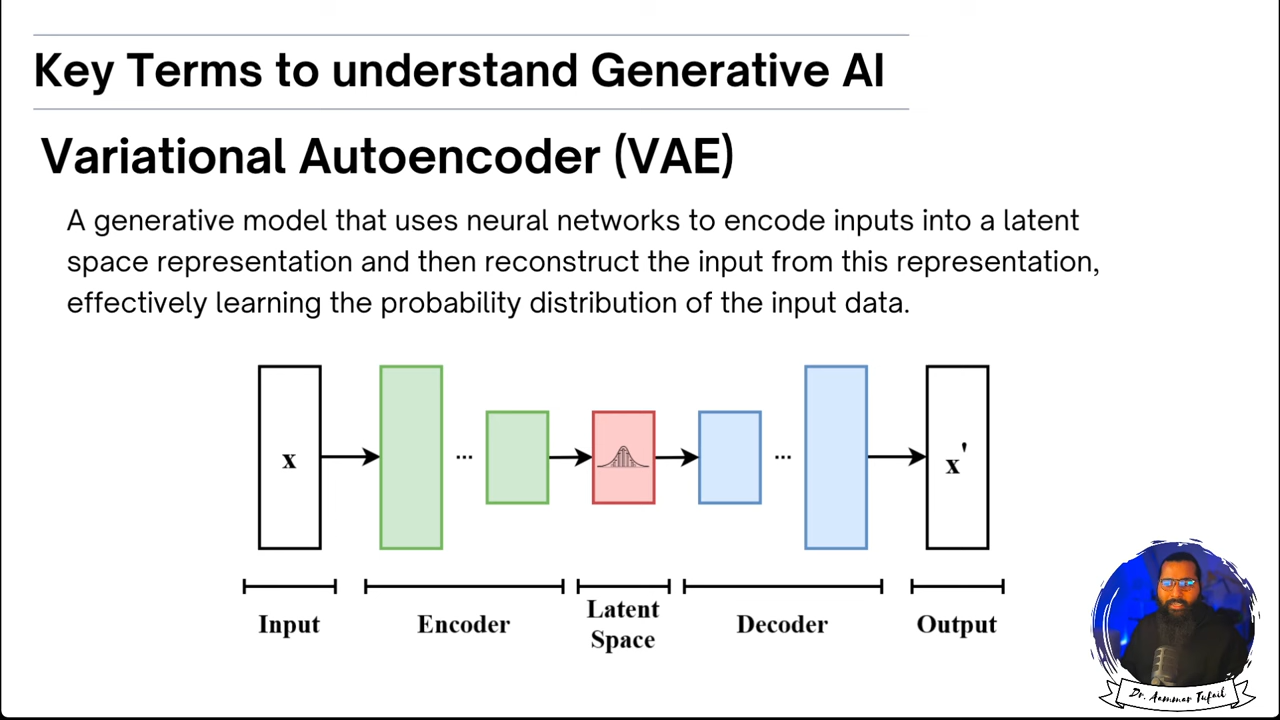 Key Terms to understand Generative AI
Variational Autoencoder (VAE)
A generative model that uses neural networks to encode inputs into a latent
space representation and then reconstruct the input from this representation,
effectively learning the probability distribution of the input data.
x
...
...
x'
Input
Encoder
Latent
Space
Decoder
Output
Dr. Aammar Tufail